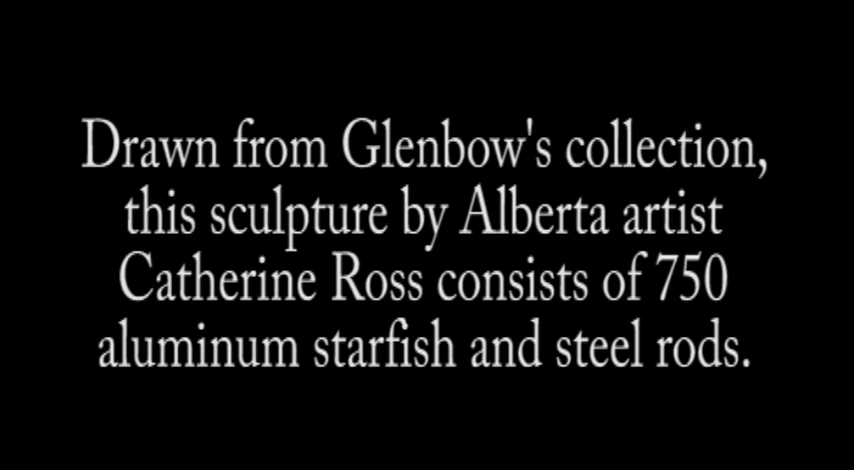 Drawn from Glenbow's collection,
this sculpture by Alberta artist
Catherine Ross consists of 750
aluminum starfish and steel rods.